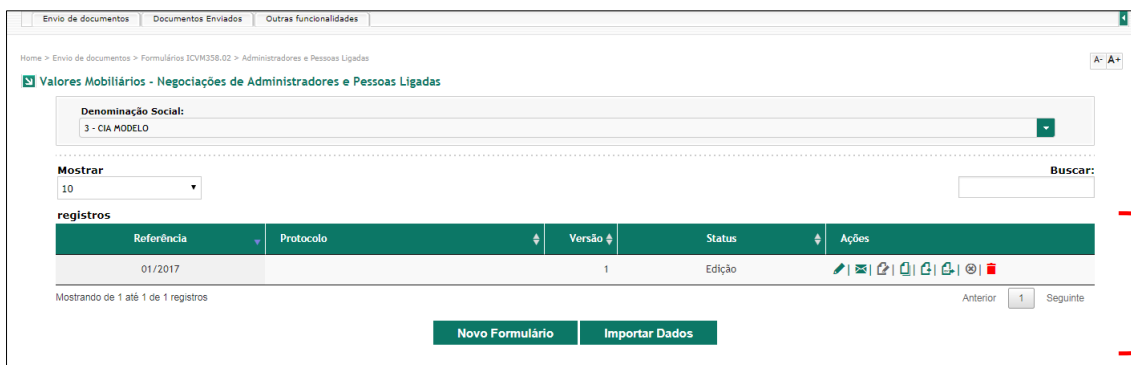 Envio de documentos Documentos Enviados Outras funcionalidades
Home > Envio de documentos > Formulários ICVM358.02 > Administradores e Pessoas Ligadas A- A+
Valores Mobiliários - Negociações de Administradores e Pessoas Ligadas
Denominação Social:
3 - CIA MODELO
Mostrar Buscar:
10
registros
Referência Protocolo Versão Status Ações
01/2017 1 Edição | | | | | | |
Mostrando de 1 até 1 de 1 registros Anterior 1 Seguinte
Novo Formulário Importar Dados